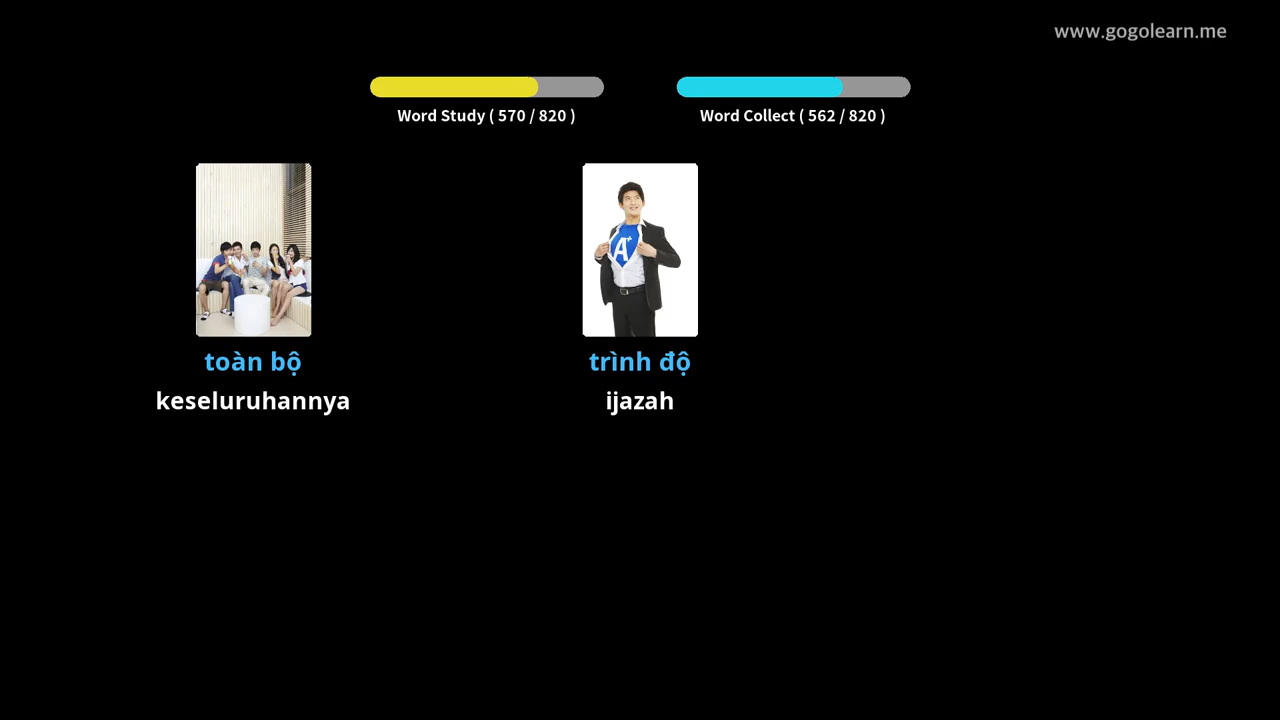 www.gogolearn.me
Word Study ( 570 / 820 )
Word Collect ( 562 / 820 )
A+
toàn bộ
trình độ
keseluruhannya
ijazah